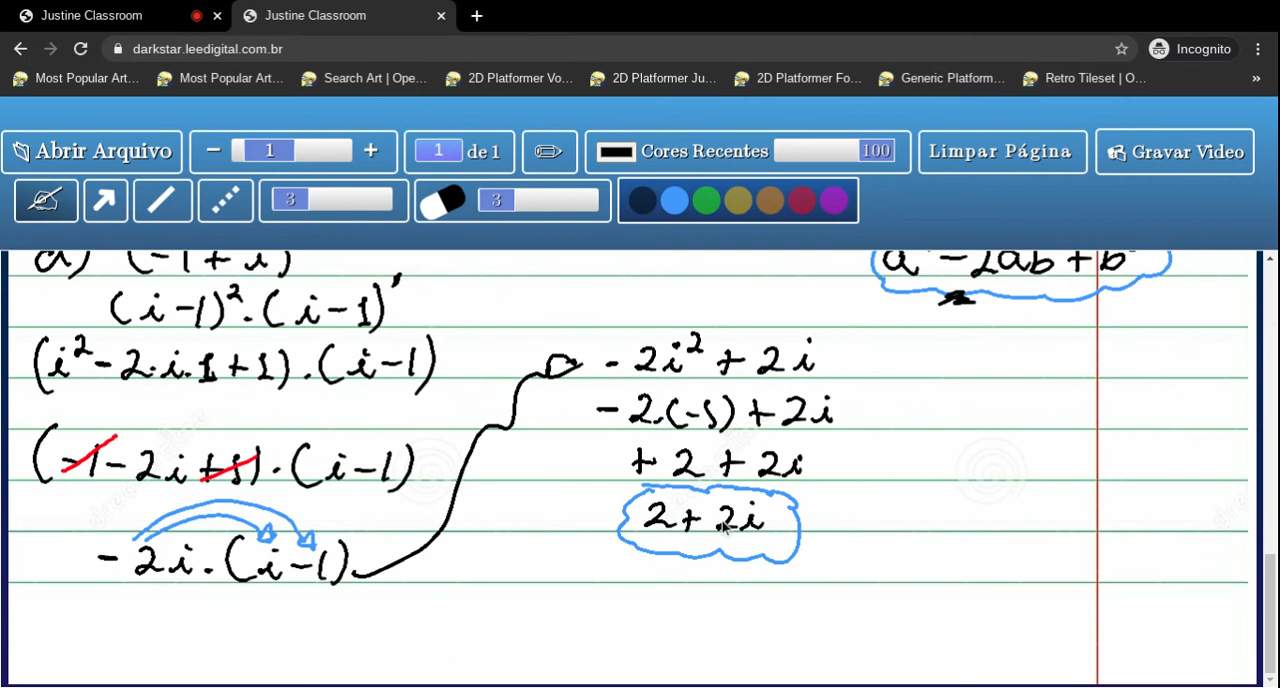 Justine Classroom
Justine Classroom
darkstar.leedigital.com.br
Incognito
Most Popular Art...
Most Popular Art...
Search Art | Ope...
2D Platformer Vo...
2D Platformer Ju...
2D Platformer Fo...
Generic Platform...
Retro Tileset | O...
Abrir Arquivo
− 1 +
1 de 1
Cores Recentes 100
Limpar Página
Gravar Video
3
3
d) (-1 + i)
a - 2ab + b
(i - 1)² · (i - 1)'
(i² - 2·i·1 + 1) · (i - 1)
(-1 - 2i + 1) · (i - 1)
- 2i · (i - 1)
- 2i² + 2i
- 2·(-1) + 2i
+ 2 + 2i
2 + 2i